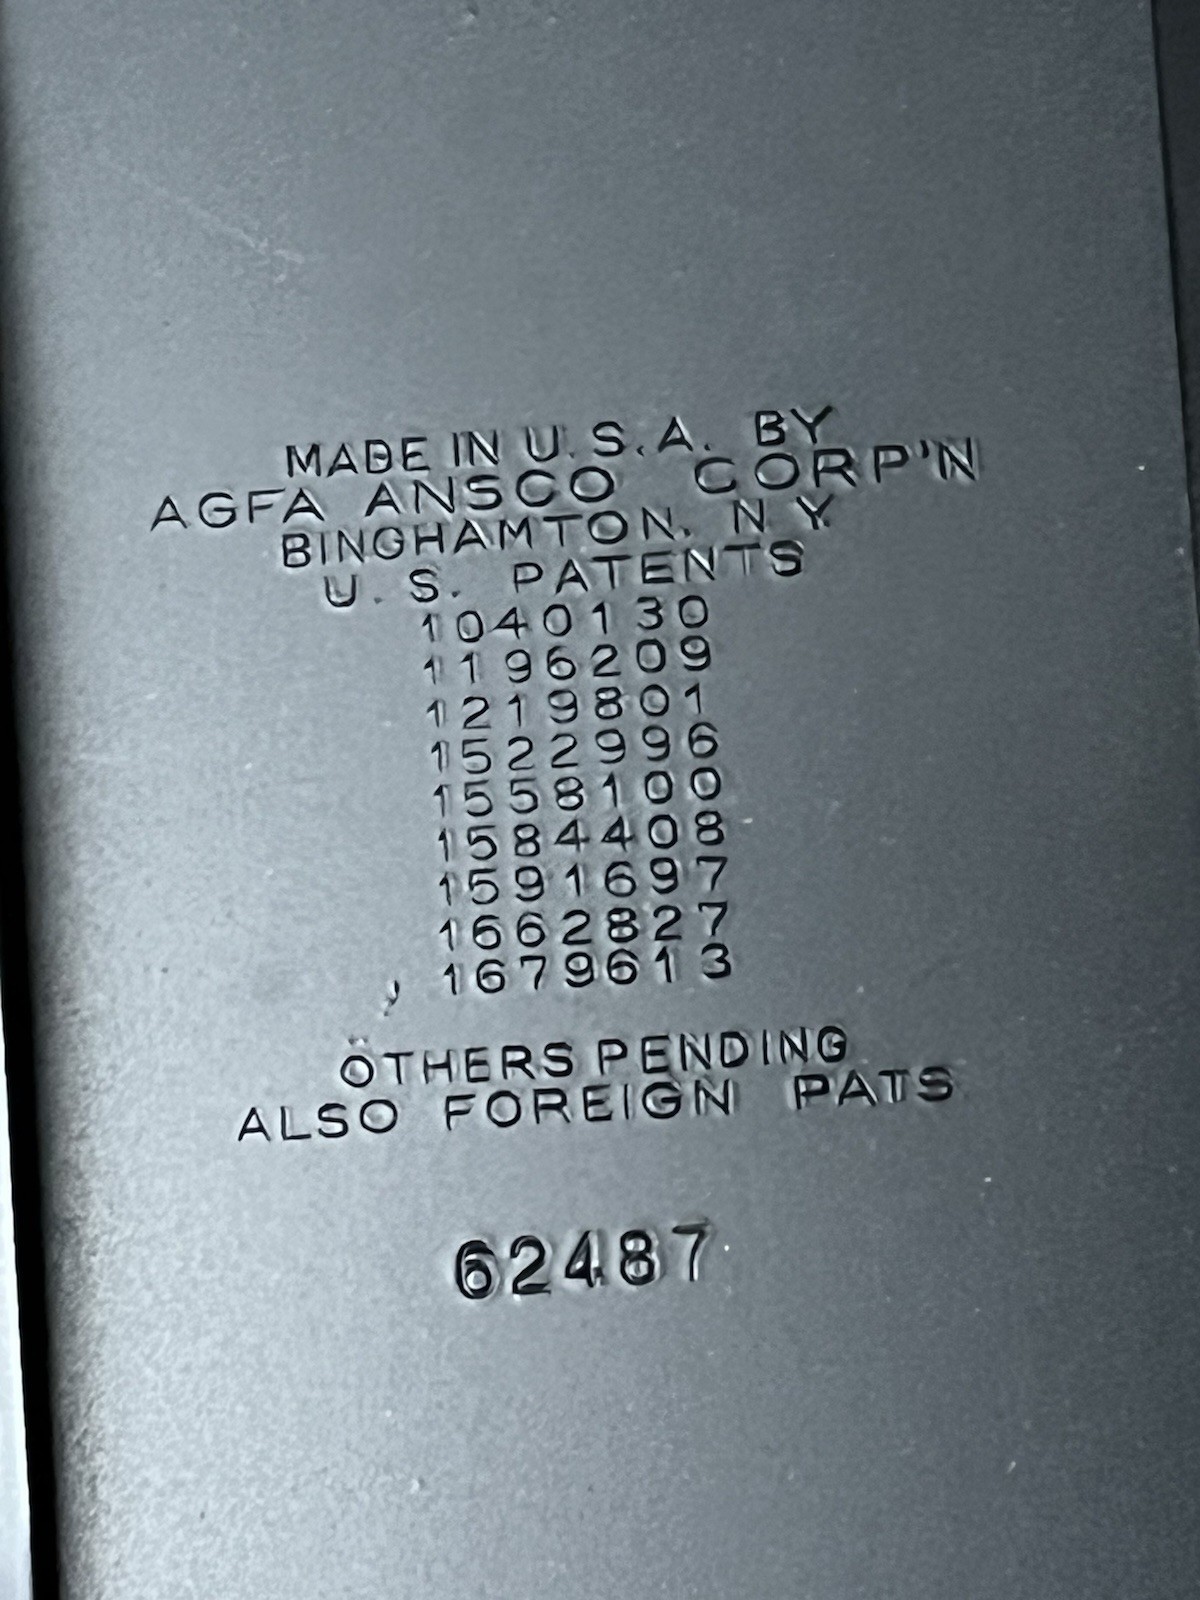 MADE IN U.S.A. BY
AGFA ANSCO CORP'N
BINGHAMTON, N.Y.
U.S. PATENTS
1040130
1196209
1219801
1522996
1558100
1584408
1591697
1662827
1679613
OTHERS PENDING
ALSO FOREIGN PATS
62487